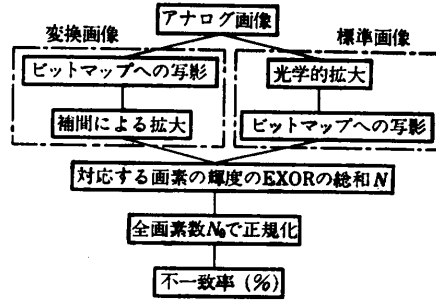 アナログ画像
変換画像
標準画像
ビットマップへの写影
光学的拡大
補間による拡大
ビットマップへの写影
対応する画素の輝度のEXORの総和N
全画素数N₀で正規化
不一致率(%)